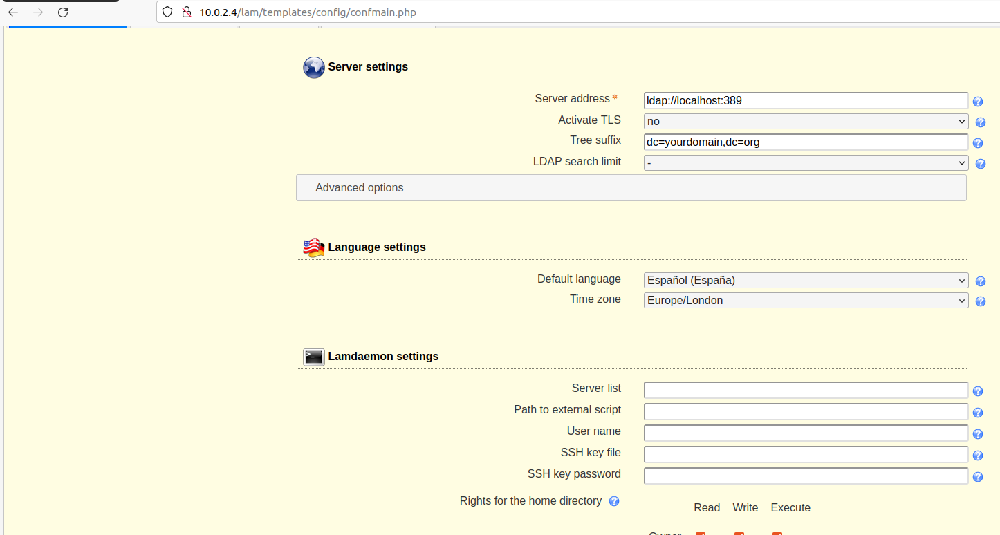 10.0.2.4/lam/templates/config/confmain.php
Server settings
Server address*
ldap://localhost:389
Activate TLS
no
Tree suffix
dc=yourdomain,dc=org
LDAP search limit
-
Advanced options
Language settings
Default language
Español (España)
Time zone
Europe/London
Lamdaemon settings
Server list
Path to external script
User name
SSH key file
SSH key password
Rights for the home directory
Read Write Execute
Owner